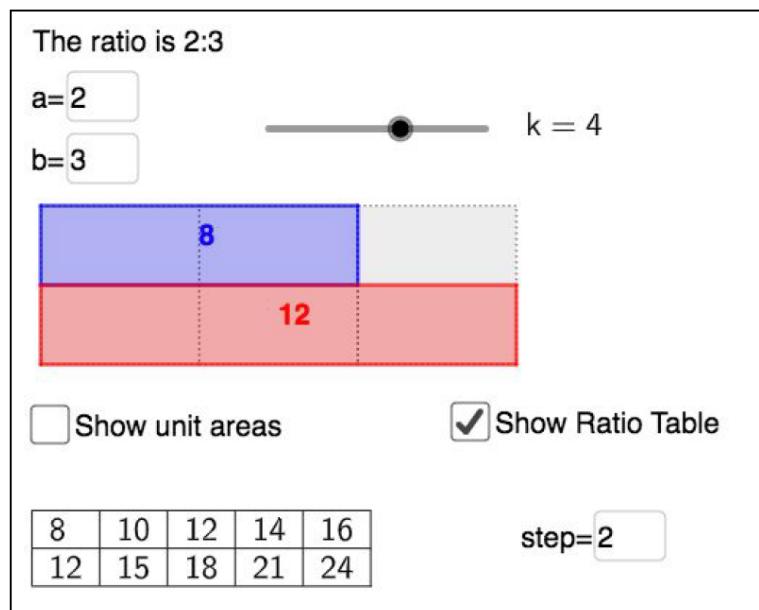 The ratio is 2:3
a= 2
k = 4
b= 3
8
12
Show unit areas
Show Ratio Table
8 10 12 14 16
12 15 18 21 24
step= 2